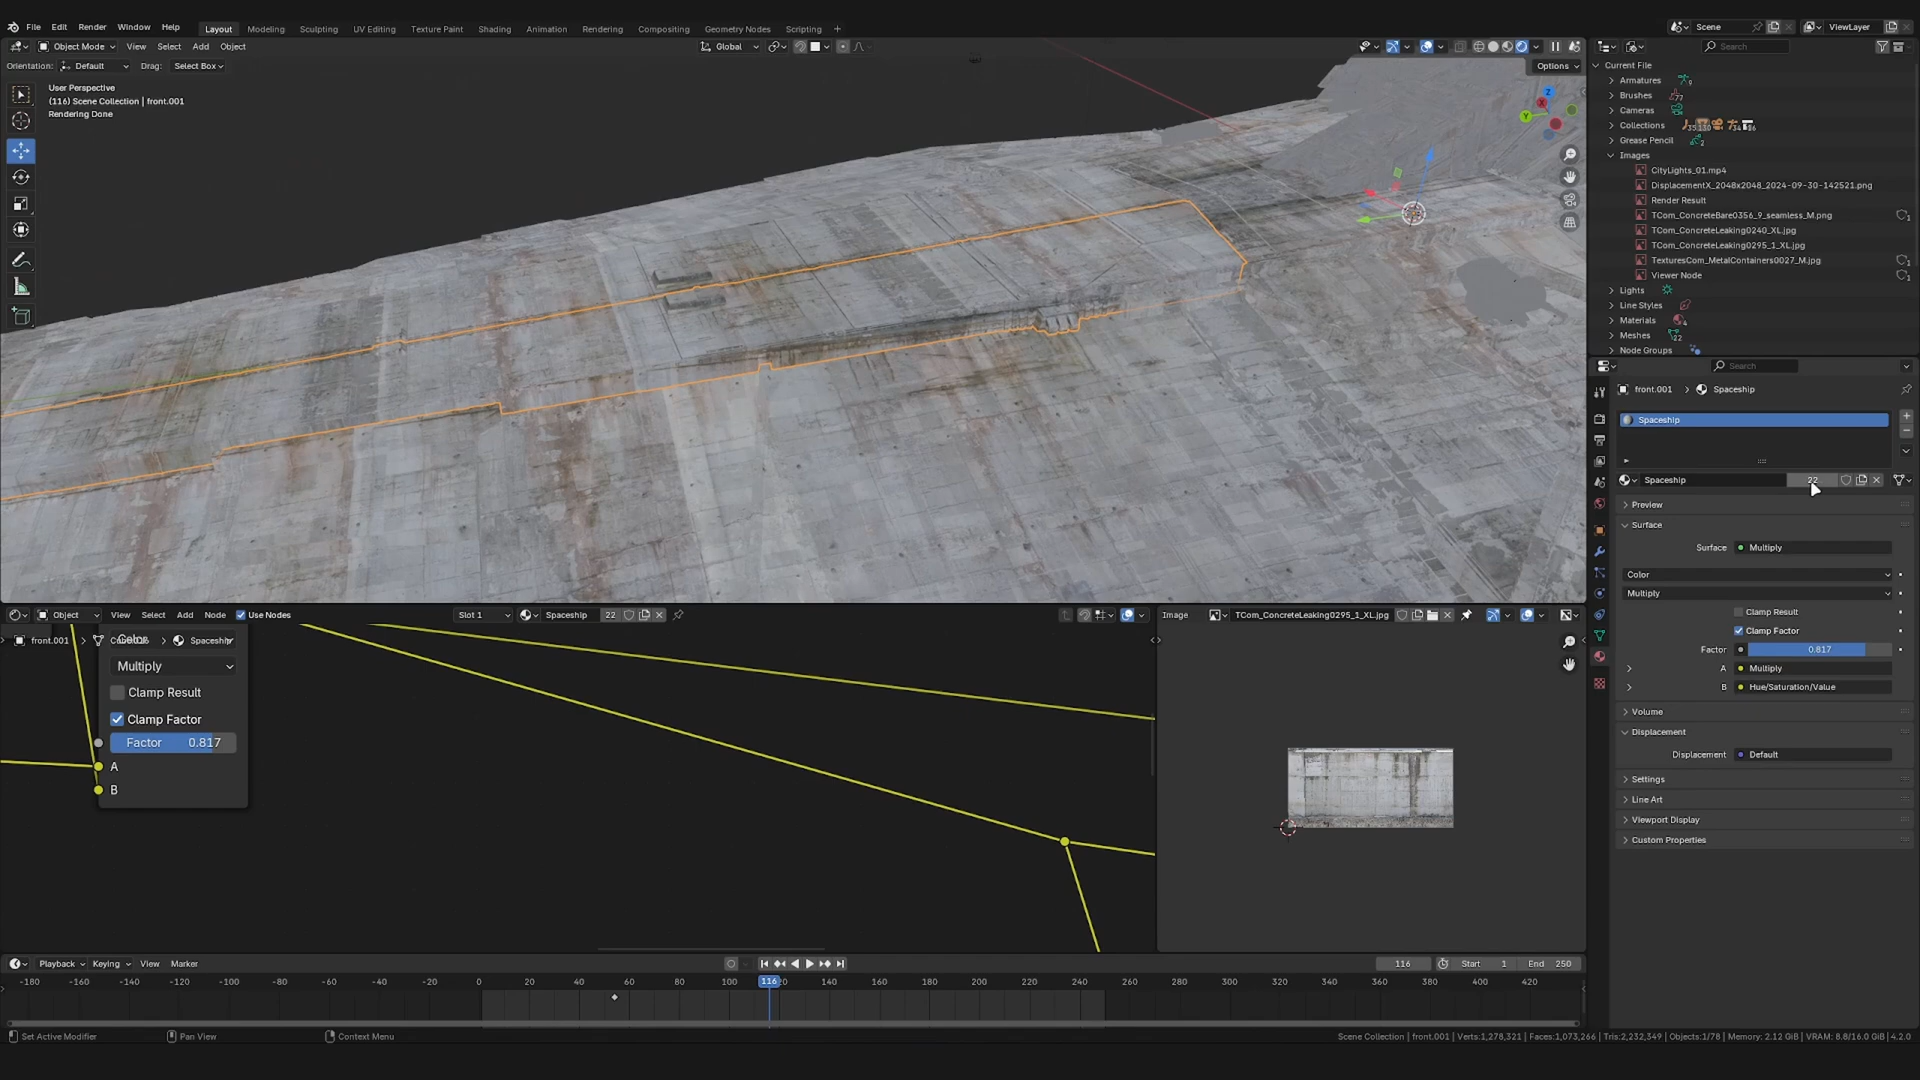 File Edit Render Window Help Layout Modeling Sculpting UV Editing Texture Paint Shading Animation Rendering Compositing Geometry Nodes Scripting + Scene ViewLayer
Object Mode View Select Add Object Global Search
Orientation: Default Drag: Select Box Options
User Perspective
(116) Scene Collection | front.001
Rendering Done
Z
Y
X
Current File
Armatures 9
Brushes 77
Cameras
Collections
Grease Pencil 2
Images
CityLights_01.mp4
DisplacementX_2048x2048_2024-09-30-142521.png
Render Result
TCom_ConcreteBare0356_9_seamless_M.png 1
TCom_ConcreteLeaking0240_XL.jpg
TCom_ConcreteLeaking0295_1_XL.jpg
TexturesCom_MetalContainers0027_M.jpg 1
Viewer Node 1
Lights
Line Styles
Materials 4
Meshes 22
Node Groups
Search
front.001 > Spaceship
Spaceship
Spaceship 22
Preview
Surface
Surface Multiply
Color
Multiply
Clamp Result
Clamp Factor
Factor 0.817
A Multiply
B Hue/Saturation/Value
Volume
Displacement
Displacement Default
Settings
Line Art
Viewport Display
Custom Properties
Object View Select Add Node Use Nodes Slot 1 Spaceship 22
front.001 > Spaceship
Color
Multiply
Clamp Result
Clamp Factor
Factor 0.817
A
B
Image TCom_ConcreteLeaking0295_1_XL.jpg
Playback Keying View Marker 116 Start 1 End 250
-180 -160 -140 -120 -100 -80 -60 -40 -20 0 20 40 60 80 100 116 140 160 180 200 220 240 260 280 300 320 340 360 380 400 420
Set Active Modifier Pan View Context Menu Scene Collection | front.001 | Verts:1,278,321 | Faces:1,073,266 | Tris:2,232,349 | Objects:1/78 | Memory: 2.12 GiB | VRAM: 8.8/16.0 GiB | 4.2.0